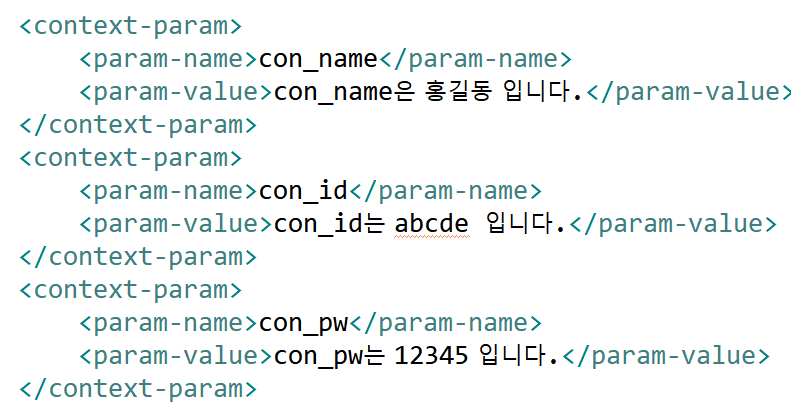 <context-param>
    <param-name>con_name</param-name>
    <param-value>con_name은 홍길동 입니다.</param-value>
</context-param>
<context-param>
    <param-name>con_id</param-name>
    <param-value>con_id는 abcde  입니다.</param-value>
</context-param>
<context-param>
    <param-name>con_pw</param-name>
    <param-value>con_pw는 12345 입니다.</param-value>
</context-param>